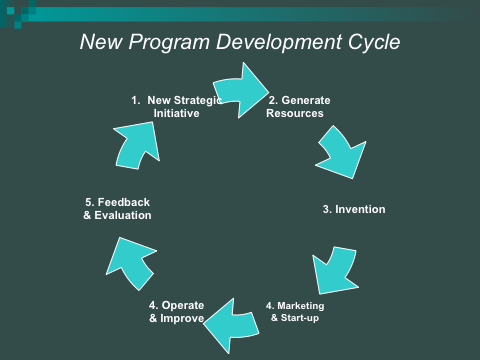 New Program Development Cycle
1.  New Strategic
Initiative
2. Generate
Resources
3. Invention
4. Marketing
& Start-up
4. Operate
& Improve
5. Feedback
& Evaluation